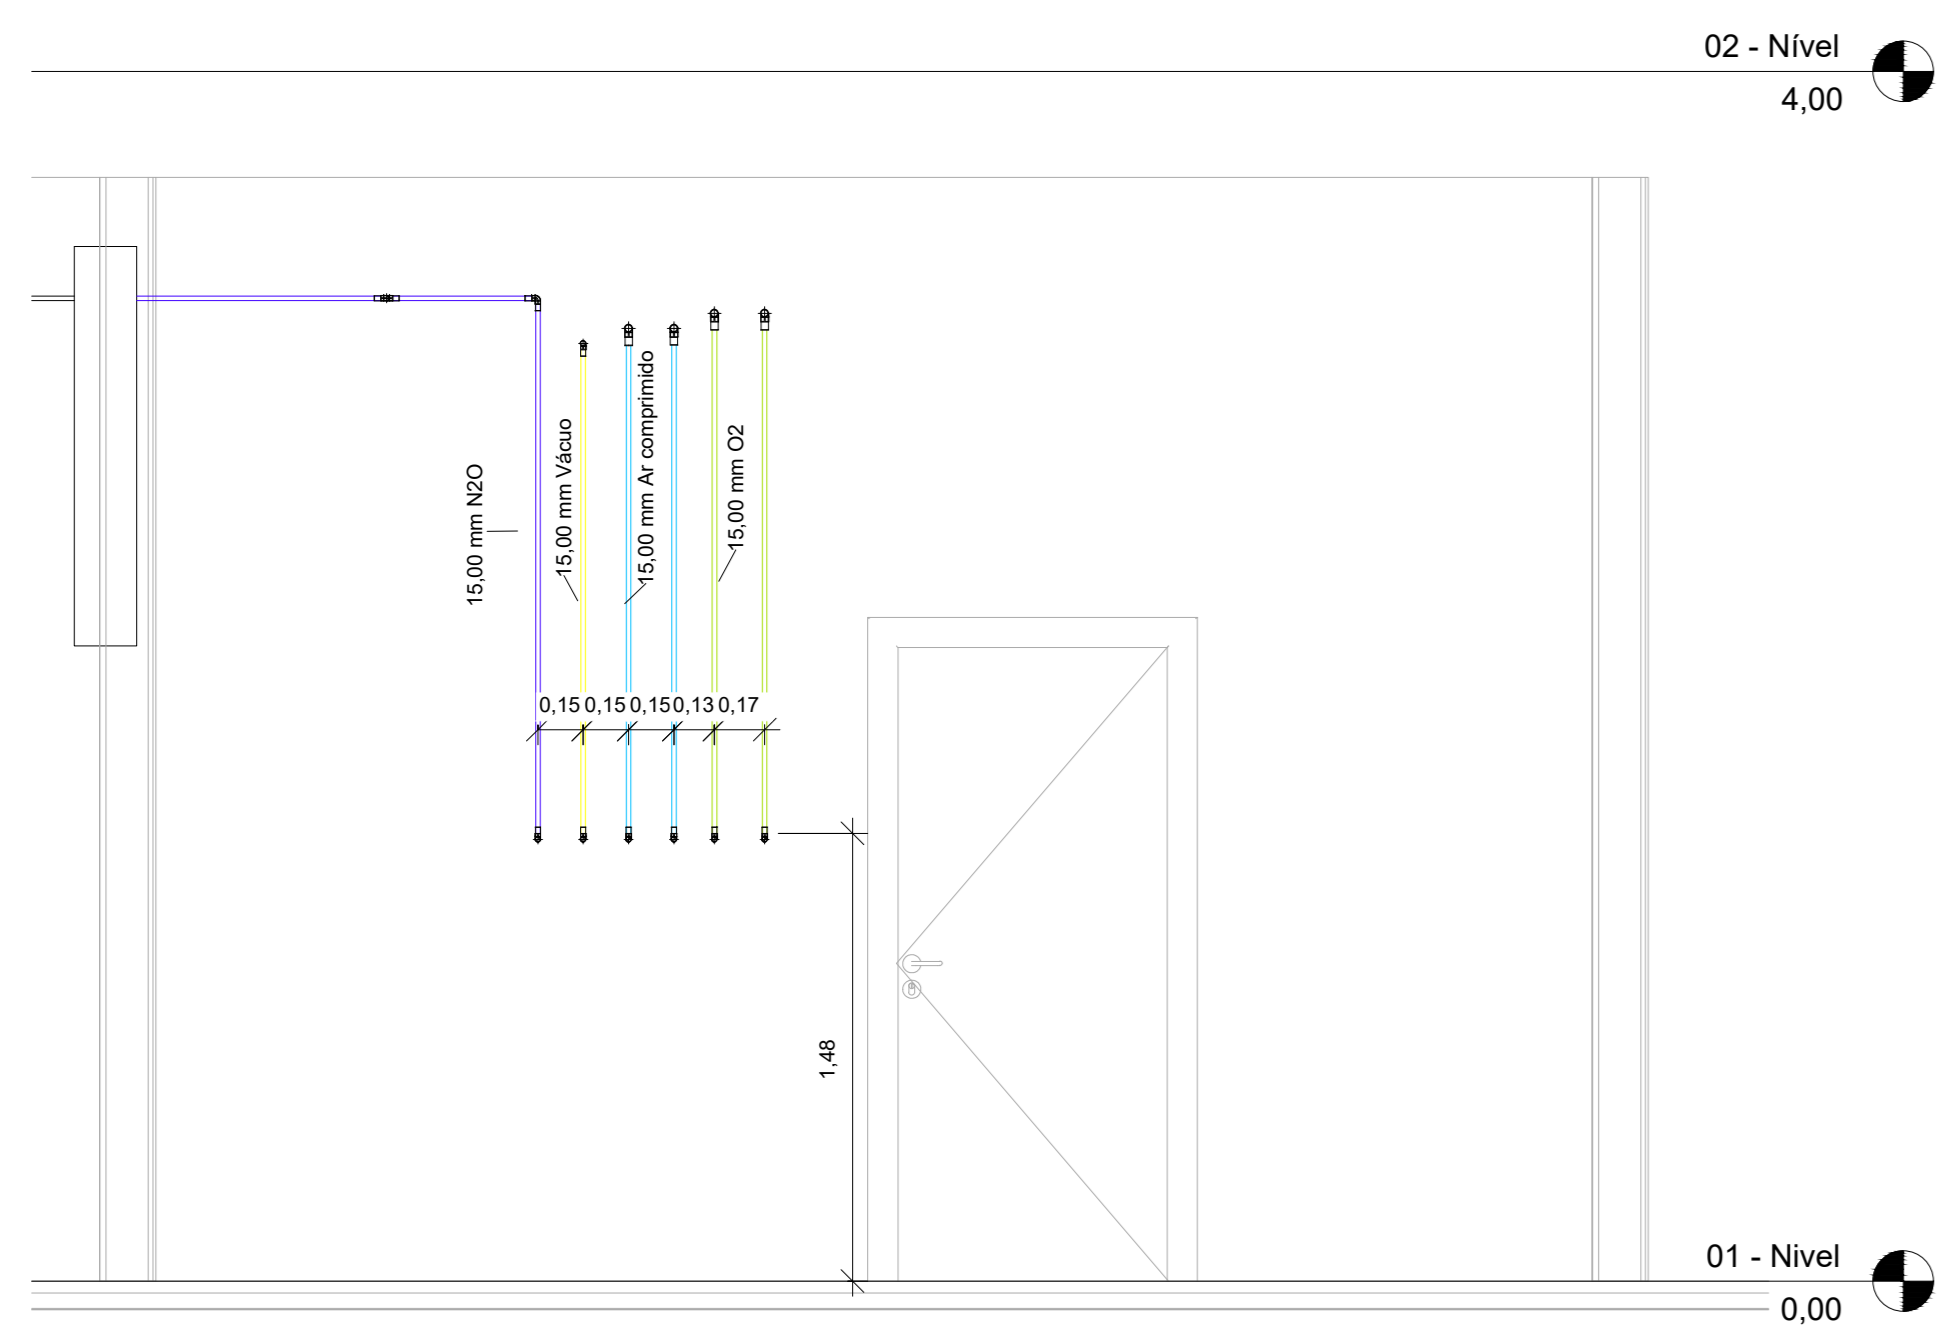 02 - Nível
4,00
15,00 mm N2O
15,00 mm Vácuo
15,00 mm Ar comprimido
15,00 mm O2
0,15 0,15 0,15 0,13 0,17
1,48
01 - Nivel
0,00